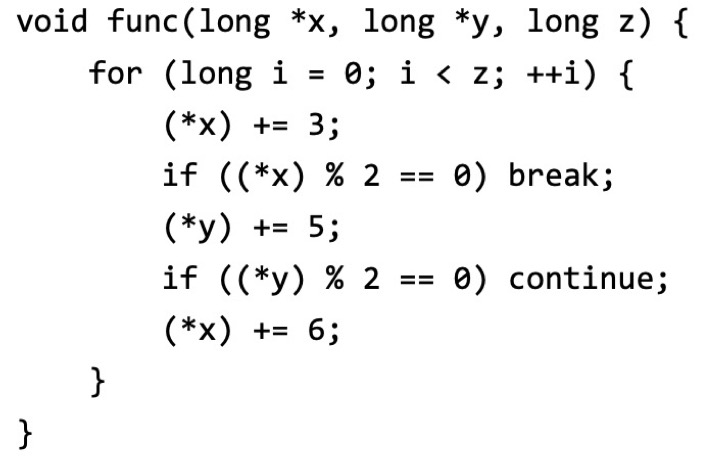 void func(long *x, long *y, long z) {
    for (long i = 0; i < z; ++i) {
        (*x) += 3;
        if ((*x) % 2 == 0) break;
        (*y) += 5;
        if ((*y) % 2 == 0) continue;
        (*x) += 6;
    }
}